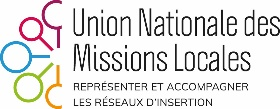 Union Nationale des
Missions Locales
REPRÉSENTER ET ACCOMPAGNER
LES RÉSEAUX D'INSERTION